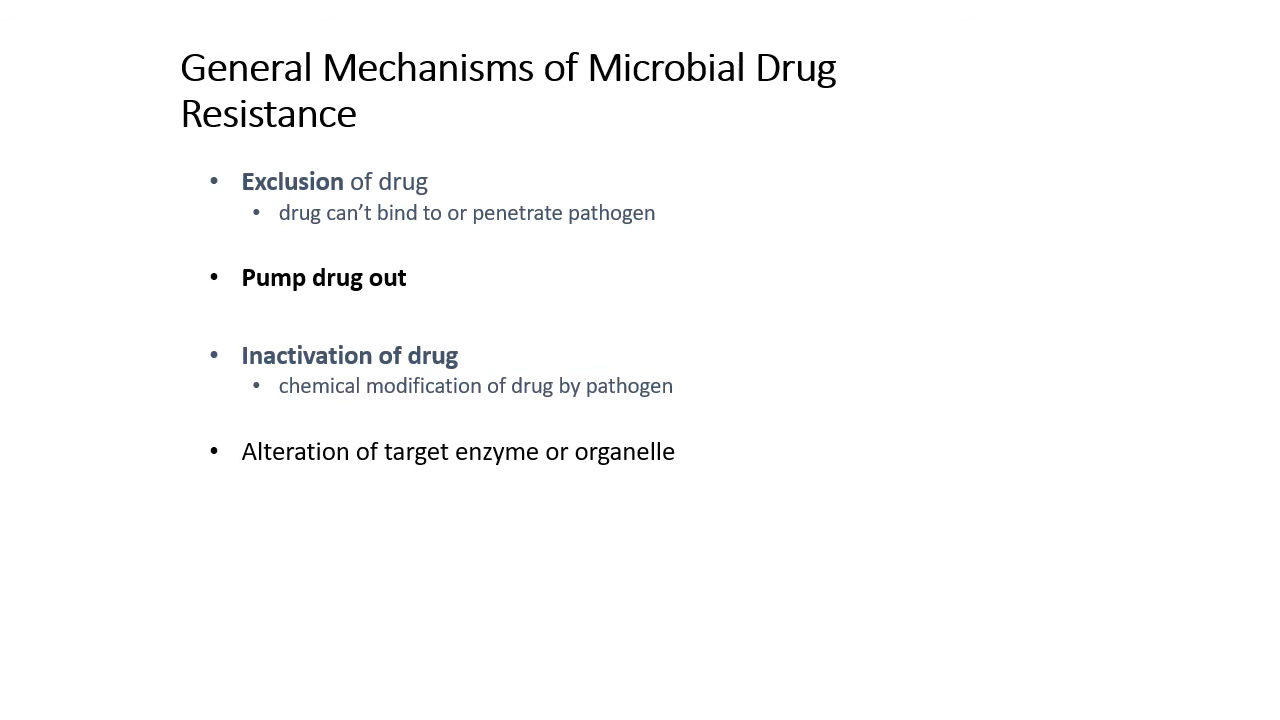 General Mechanisms of Microbial Drug
Resistance
• Exclusion of drug
• drug can’t bind to or penetrate pathogen
• Pump drug out
• Inactivation of drug
• chemical modification of drug by pathogen
• Alteration of target enzyme or organelle